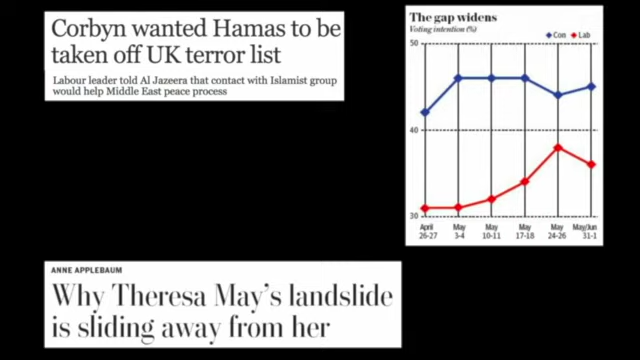 Corbyn wanted Hamas to be
taken off UK terror list
Labour leader told Al Jazeera that contact with Islamist group
would help Middle East peace process
The gap widens
Voting intention (%)
Con Lab
50
40
30
April May May May May May/Jun
26-27 3-4 10-11 17-18 24-26 31-1
ANNE APPLEBAUM
Why Theresa May's landslide
is sliding away from her